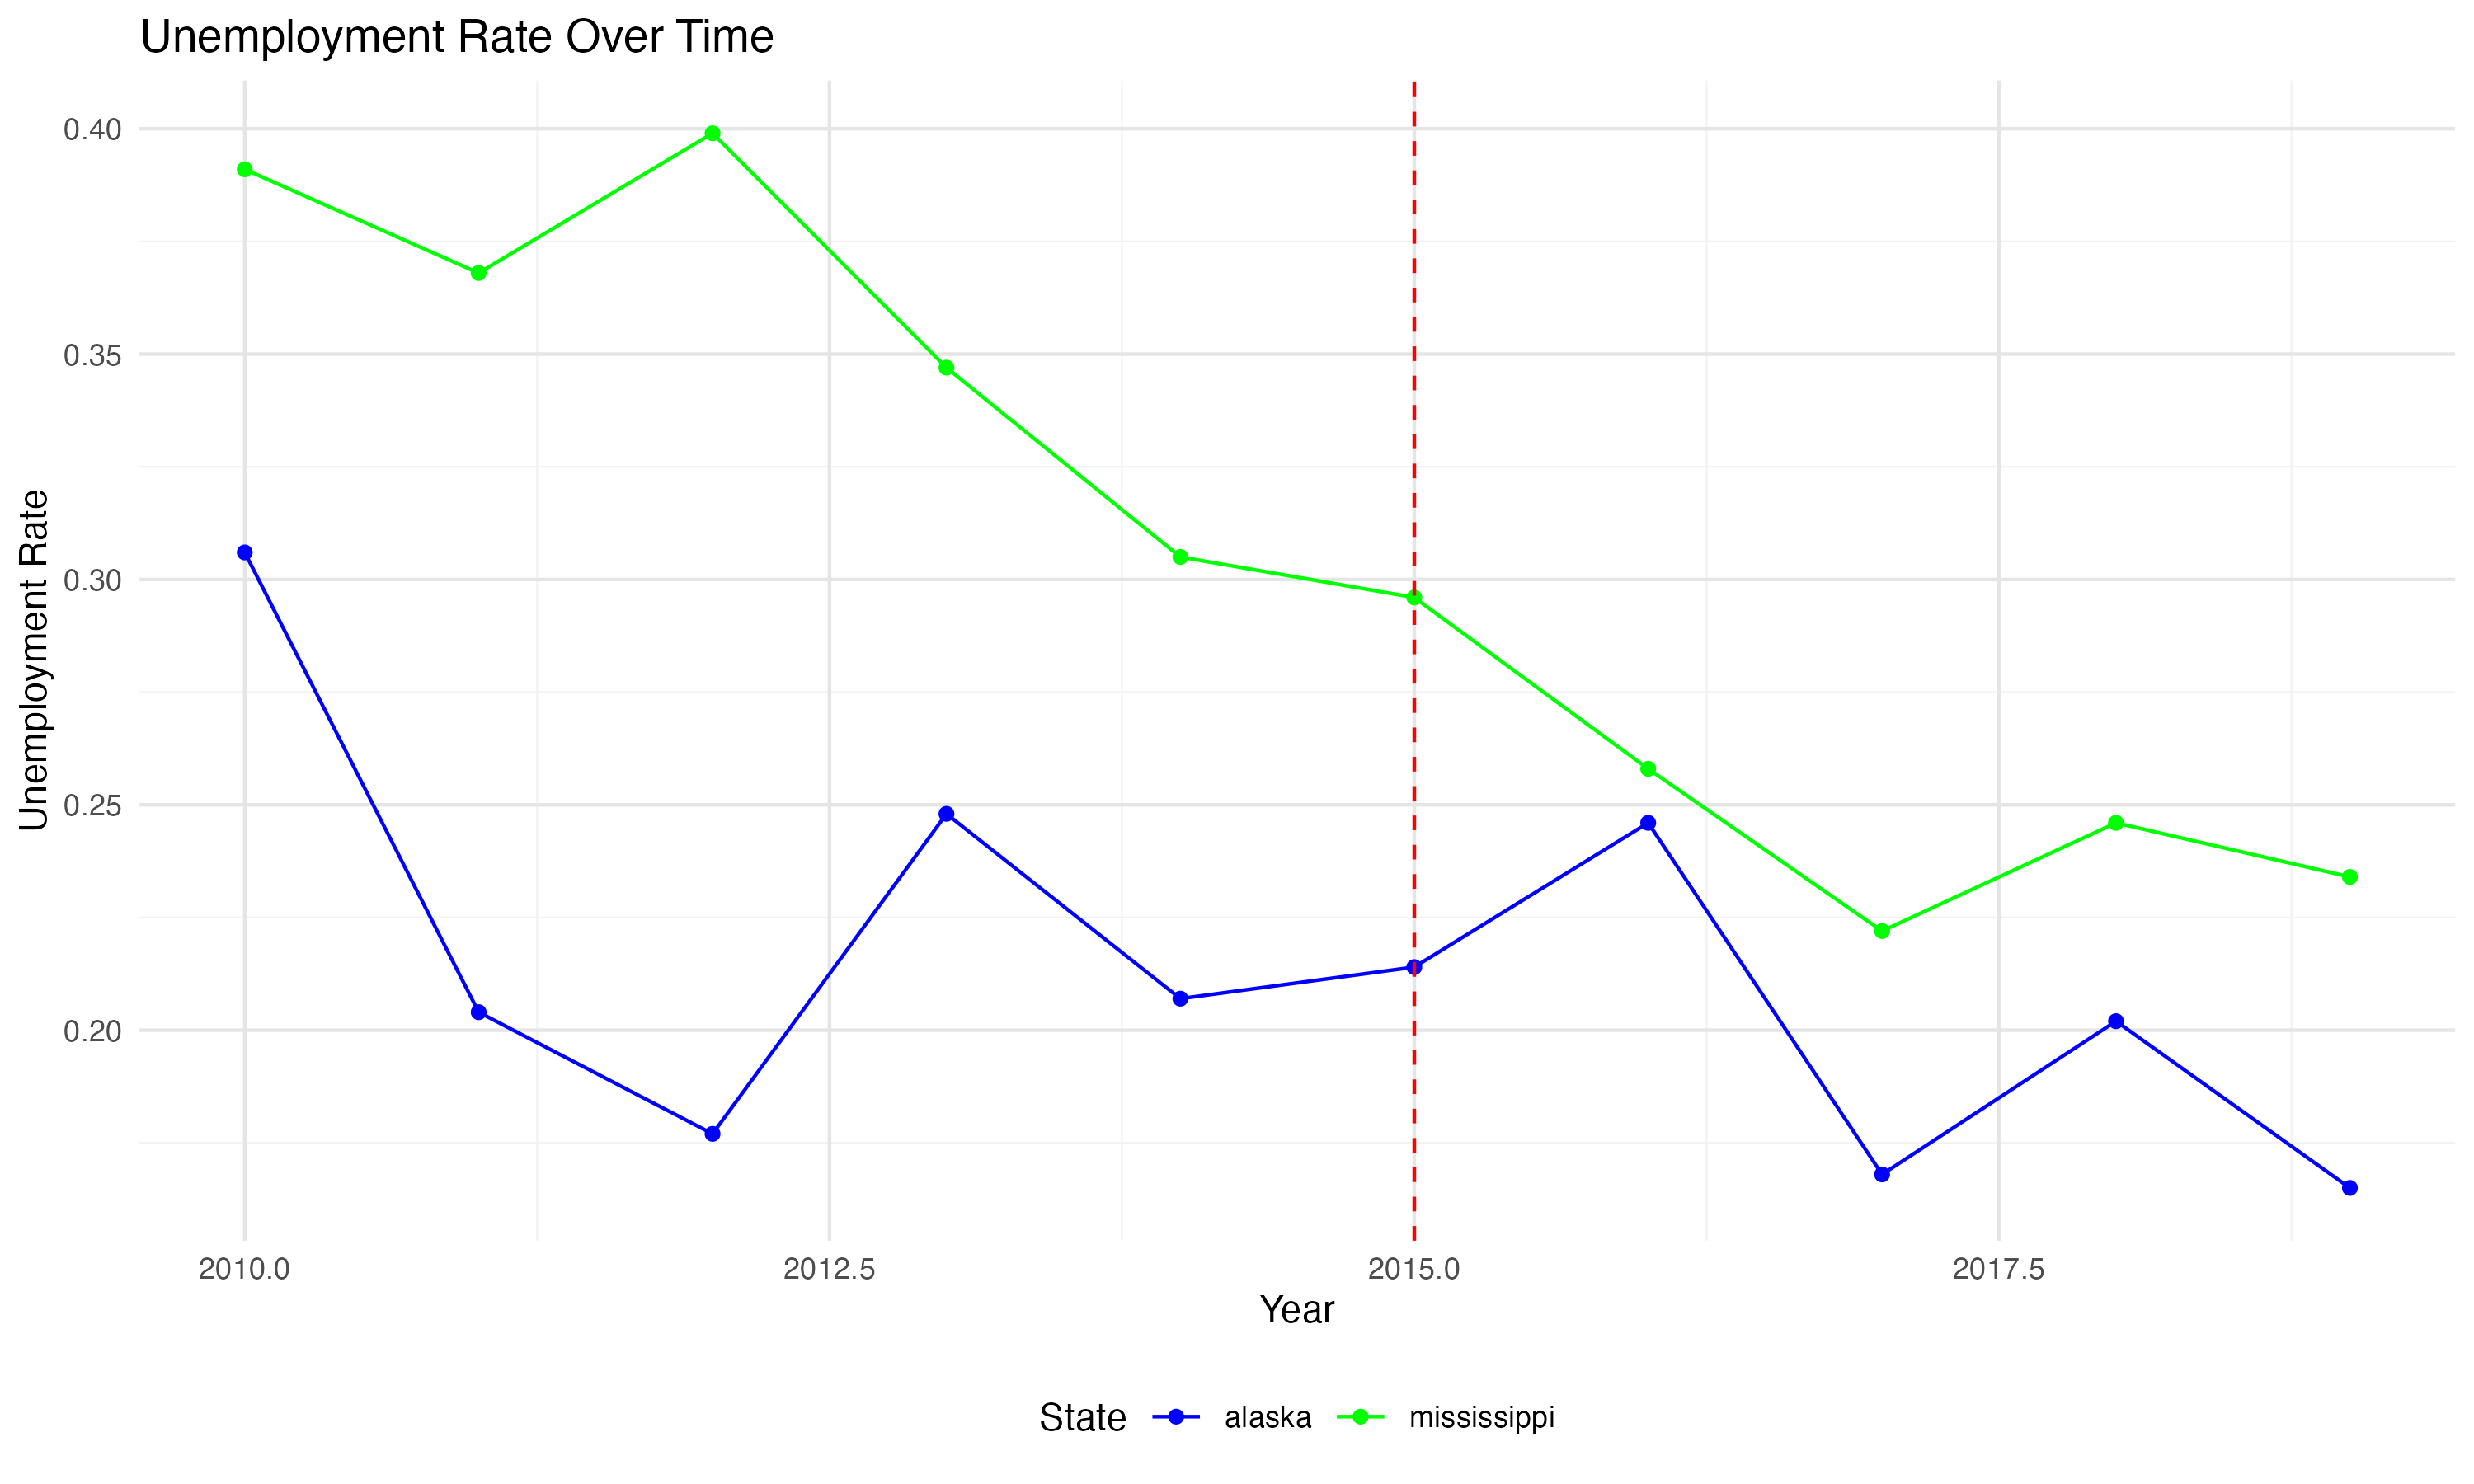 Unemployment Rate Over Time
Unemployment Rate
0.40
0.35
0.30
0.25
0.20
2010.0 2012.5 2015.0 2017.5
Year
State alaska mississippi